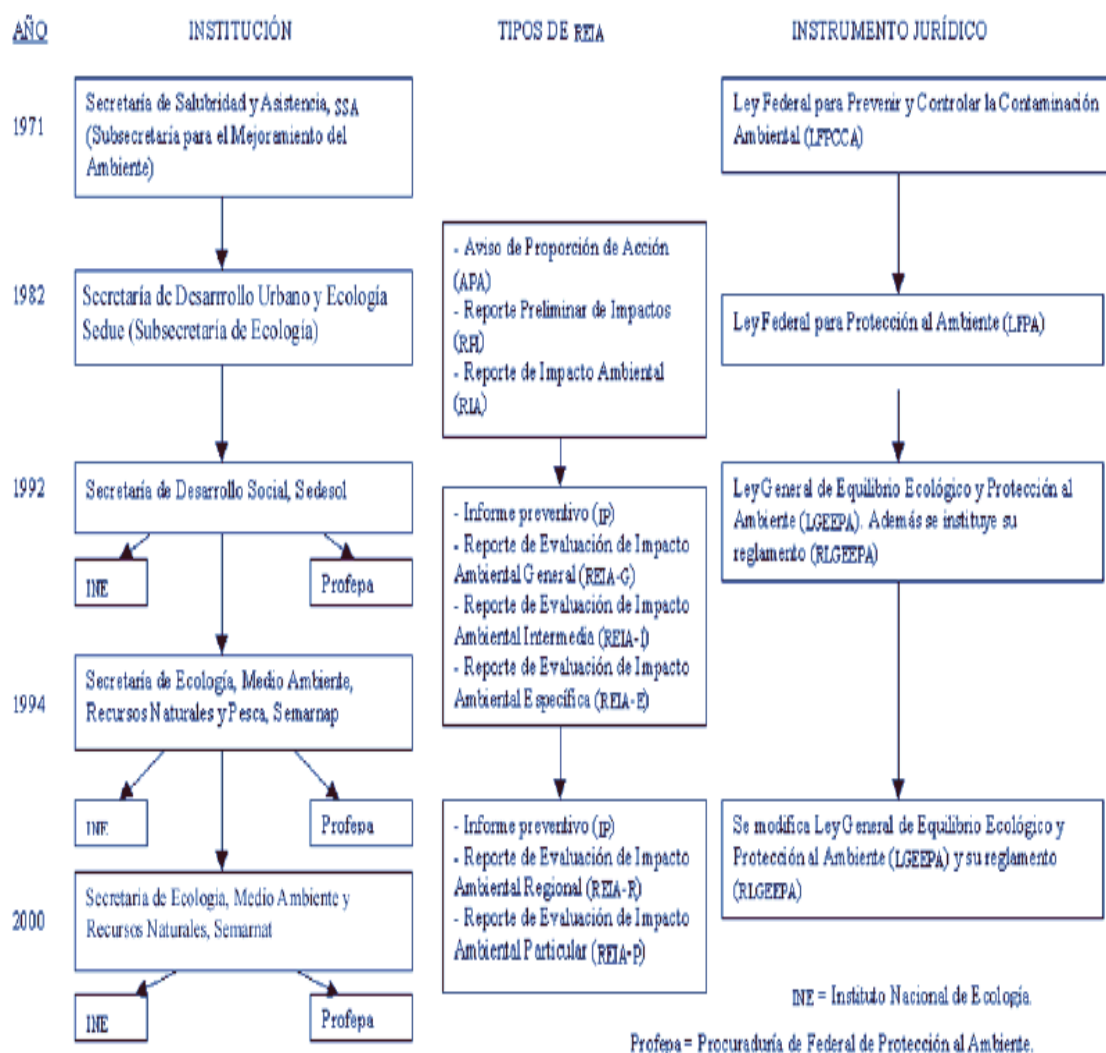 AÑO
INSTITUCIÓN
TIPOS DE REIA
INSTRUMENTO JURÍDICO
1971
Secretaría de Salubridad y Asistencia, SSA
(Subsecretaría para el Mejoramiento del
Ambiente)
Ley Federal para Prevenir y Controlar la Contaminación
Ambiental (LFPCCA)
1982
Secretaría de Desarrrollo Urbano y Ecología
Sedue (Subsecretaría de Ecología)
- Aviso de Proporción de Acción
(APA)
- Reporte Preliminar de Impactos
(RPI)
- Reporte de Impacto Ambiental
(RIA)
Ley Federal para Protección al Ambiente (LFPA)
1992
Secretaría de Desarrollo Social, Sedesol
INE
Profepa
- Informe preventivo (IP)
- Reporte de Evaluación de Impacto
Ambiental General (REIA-G)
- Reporte de Evaluación de Impacto
Ambiental Intermedia (REIA-I)
- Reporte de Evaluación de Impacto
Ambiental Específica (REIA-E)
Ley General de Equilibrio Ecológico y Protección al
Ambiente (LGEEPA). Además se instituye su
reglamento (RLGEEPA)
1994
Secretaría de Ecología, Medio Ambiente,
Recursos Naturales y Pesca, Semarnap
INE
Profepa
2000
Secretaria de Ecologia, Medio Ambiente y
Recursos Naturales, Semarnat
INE
Profepa
- Informe preventivo (IP)
- Reporte de Evaluación de Impacto
Ambiental Regional (REIA-R)
- Reporte de Evaluación de Impacto
Ambiental Particular (REIA-P)
Se modifica Ley General de Equilibrio Ecológico y
Protección al Ambiente (LGEEPA) y su reglamento
(RLGEEPA)
INE = Instituto Nacional de Ecología.
Profepa = Procuraduría de Federal de Protección al Ambiente.